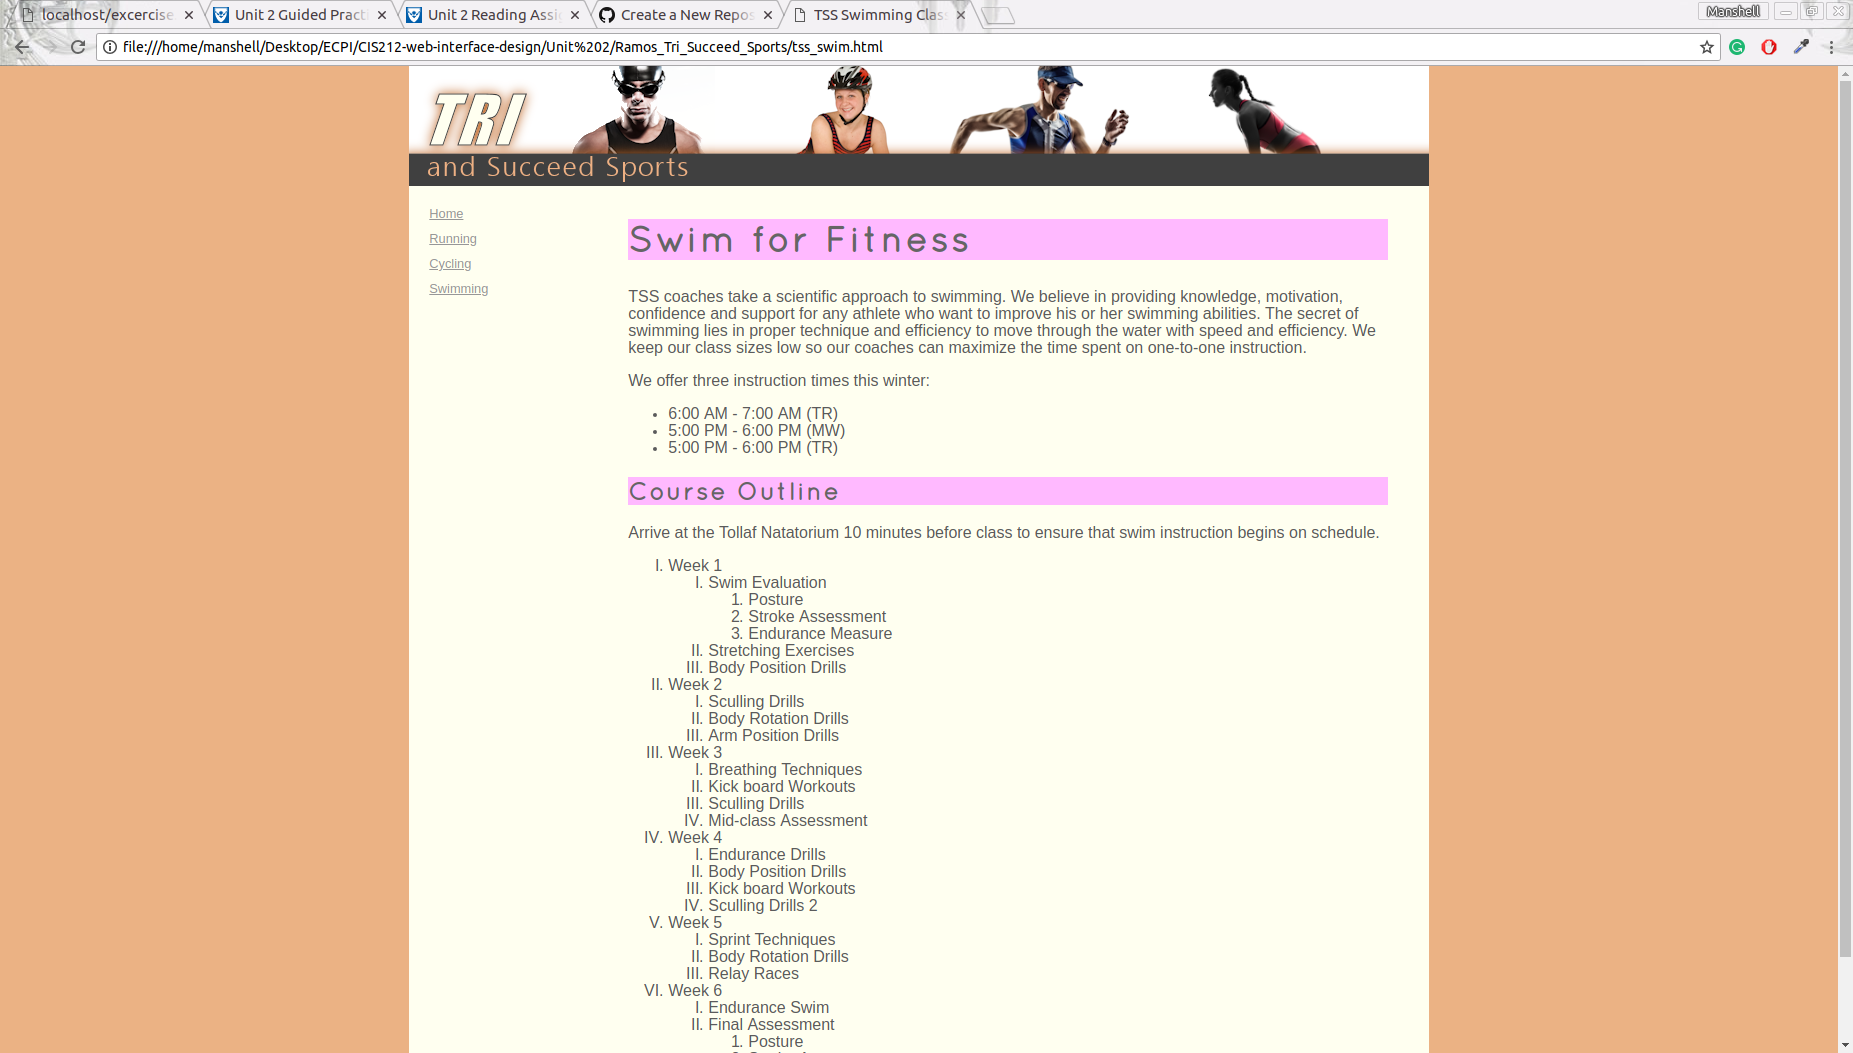 localhost/excercise
Unit 2 Guided Practi
Unit 2 Reading Assig
Create a New Repos
TSS Swimming Clas
Manshell
file:///home/manshell/Desktop/ECPI/CIS212-web-interface-design/Unit%202/Ramos_Tri_Succeed_Sports/tss_swim.html
TRI
and Succeed Sports
Home
Running
Cycling
Swimming
Swim for Fitness
TSS coaches take a scientific approach to swimming. We believe in providing knowledge, motivation,
confidence and support for any athlete who want to improve his or her swimming abilities. The secret of
swimming lies in proper technique and efficiency to move through the water with speed and efficiency. We
keep our class sizes low so our coaches can maximize the time spent on one-to-one instruction.
We offer three instruction times this winter:
• 6:00 AM - 7:00 AM (TR)
• 5:00 PM - 6:00 PM (MW)
• 5:00 PM - 6:00 PM (TR)
Course Outline
Arrive at the Tollaf Natatorium 10 minutes before class to ensure that swim instruction begins on schedule.
I. Week 1
I. Swim Evaluation
1. Posture
2. Stroke Assessment
3. Endurance Measure
II. Stretching Exercises
III. Body Position Drills
II. Week 2
I. Sculling Drills
II. Body Rotation Drills
III. Arm Position Drills
III. Week 3
I. Breathing Techniques
II. Kick board Workouts
III. Sculling Drills
IV. Mid-class Assessment
IV. Week 4
I. Endurance Drills
II. Body Position Drills
III. Kick board Workouts
IV. Sculling Drills 2
V. Week 5
I. Sprint Techniques
II. Body Rotation Drills
III. Relay Races
VI. Week 6
I. Endurance Swim
II. Final Assessment
1. Posture